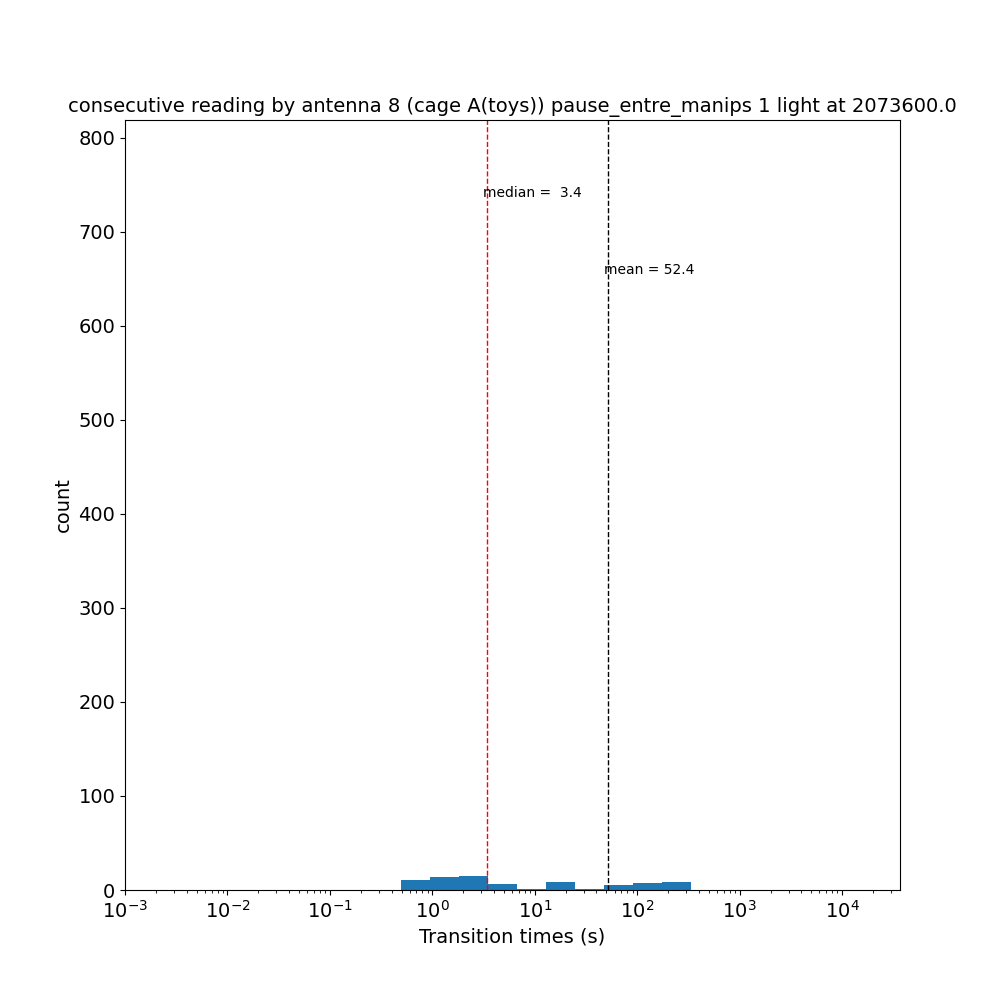 consecutive reading by antenna 8 (cage A(toys)) pause_entre_manips 1 light at 2073600.0
800
median =  3.4
700
mean = 52.4
600
500
count
400
300
200
100
0
10⁻³ 10⁻² 10⁻¹ 10⁰ 10¹ 10² 10³ 10⁴
Transition times (s)